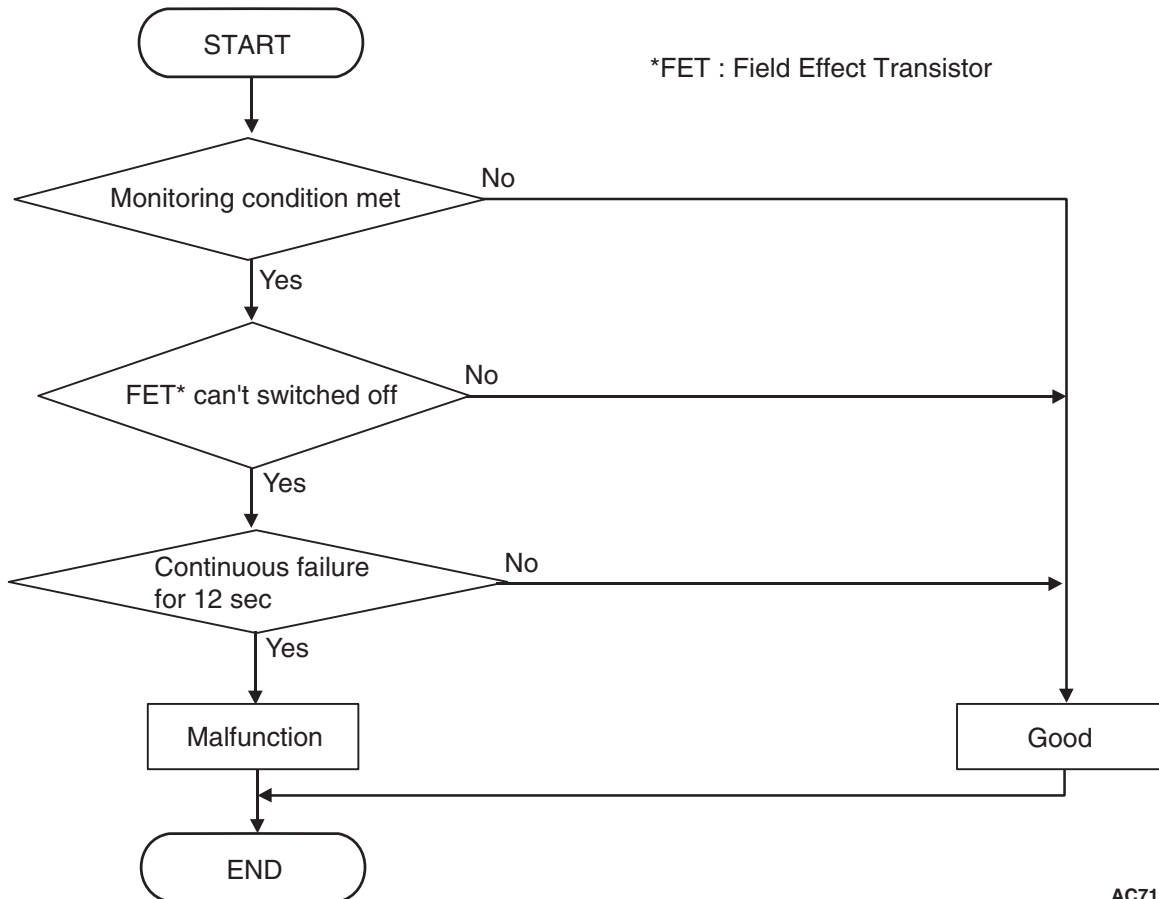 START
*FET : Field Effect Transistor
Monitoring condition met
No
Yes
FET* can't switched off
No
Yes
Continuous failure
for 12 sec
No
Yes
Malfunction
Good
END
AC71